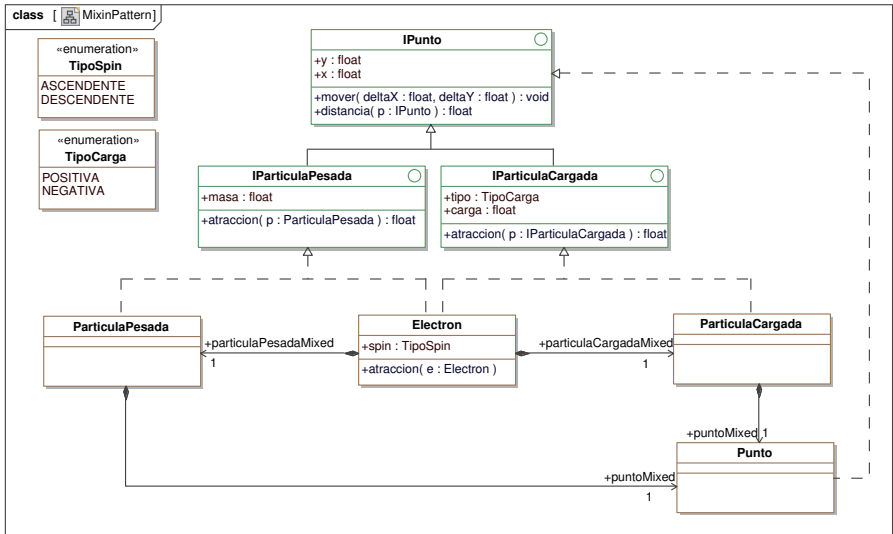 class [ MixinPattern]
«enumeration»
TipoSpin
ASCENDENTE
DESCENDENTE
«enumeration»
TipoCarga
POSITIVA
NEGATIVA
IPunto
+y : float
+x : float
+mover( deltaX : float, deltaY : float ) : void
+distancia( p : IPunto ) : float
IParticulaPesada
+masa : float
+atraccion( p : ParticulaPesada ) : float
IParticulaCargada
+tipo : TipoCarga
+carga : float
+atraccion( p : IParticulaCargada ) : float
ParticulaPesada
+particulaPesadaMixed
1
Electron
+spin : TipoSpin
+atraccion( e : Electron )
+particulaCargadaMixed
1
ParticulaCargada
+puntoMixed 1
Punto
+puntoMixed
1